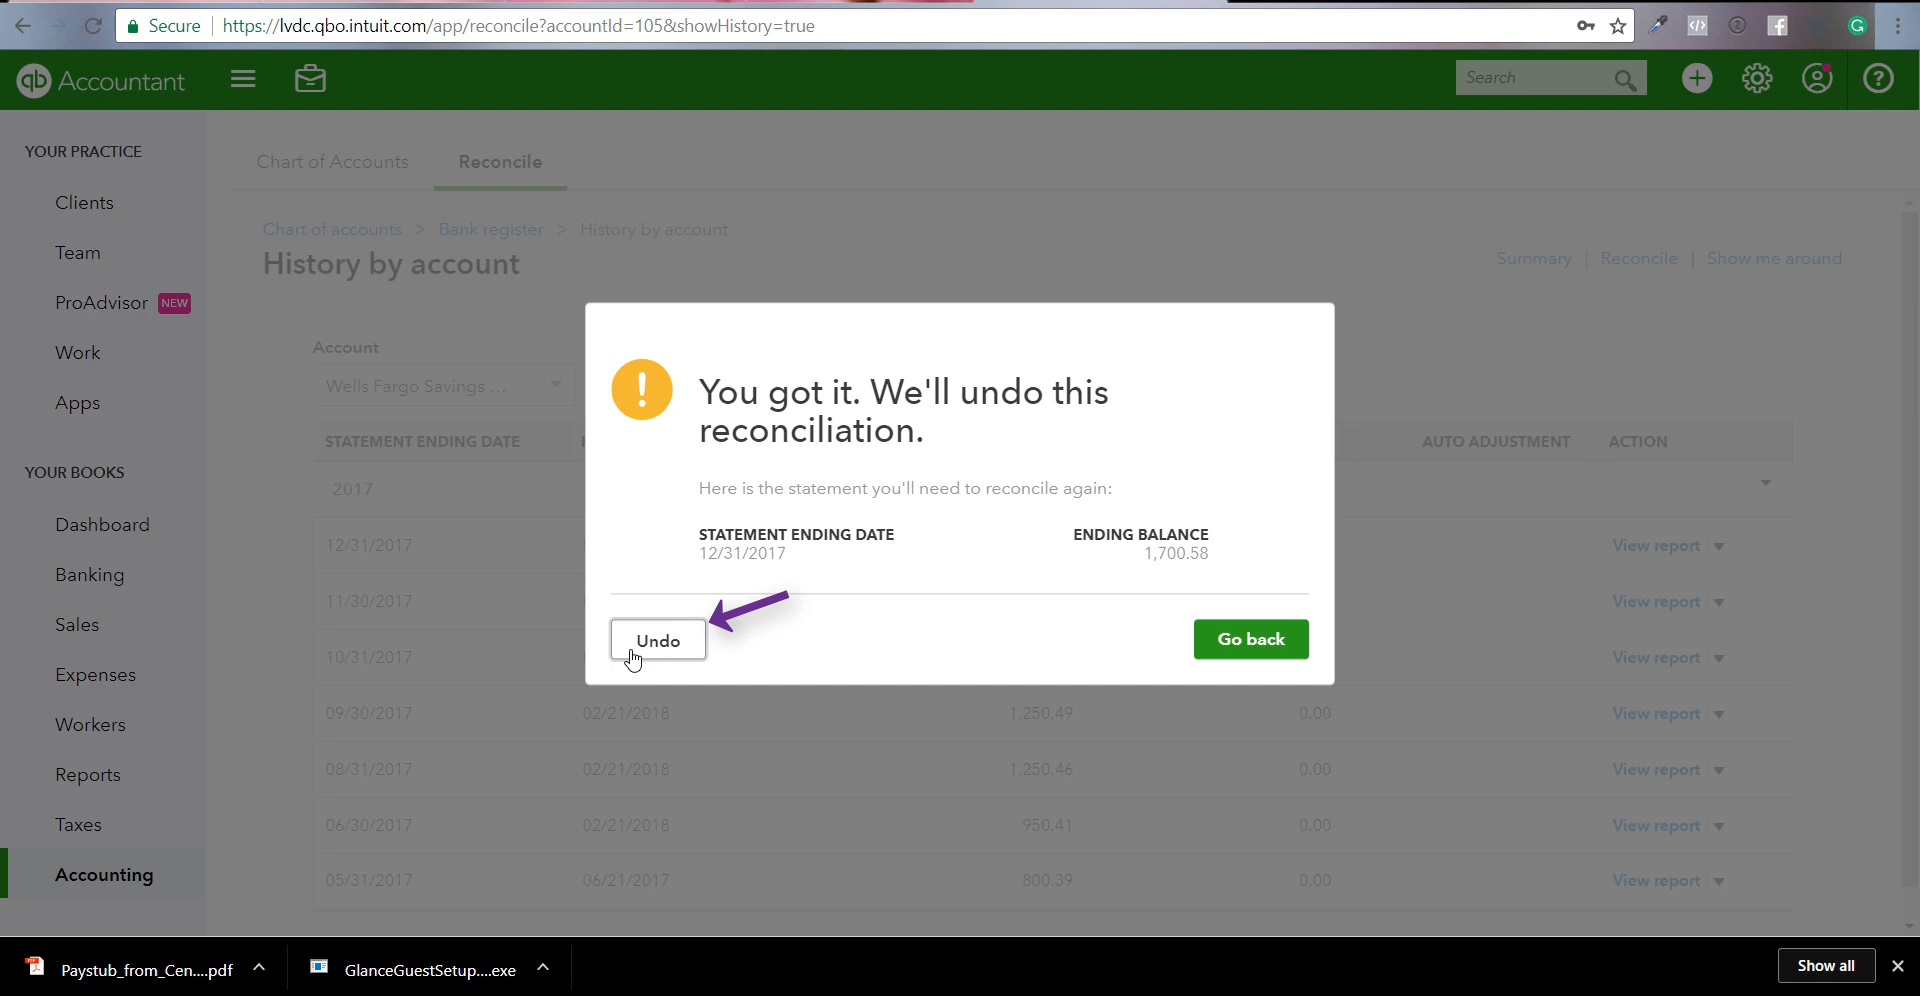 Secure
https://lvdc.qbo.intuit.com/app/reconcile?accountId=105&showHistory=true
qb Accountant
Search
YOUR PRACTICE
Clients
Team
ProAdvisor NEW
Work
Apps
YOUR BOOKS
Dashboard
Banking
Sales
Expenses
Workers
Reports
Taxes
Accounting
Chart of Accounts Reconcile
Chart of accounts > Bank register > History by account
History by account
Summary | Reconcile | Show me around
Account
Wells Fargo Savings ...
STATEMENT ENDING DATE AUTO ADJUSTMENT ACTION
2017
12/31/2017 View report
11/30/2017 View report
10/31/2017 View report
09/30/2017 02/21/2018 1,250.49 0.00 View report
08/31/2017 02/21/2018 1,250.46 0.00 View report
06/30/2017 02/21/2018 950.41 0.00 View report
05/31/2017 06/21/2017 800.39 0.00 View report
You got it. We'll undo this
reconciliation.
Here is the statement you'll need to reconcile again:
STATEMENT ENDING DATE ENDING BALANCE
12/31/2017 1,700.58
Undo Go back
Paystub_from_Cen....pdf GlanceGuestSetup....exe Show all